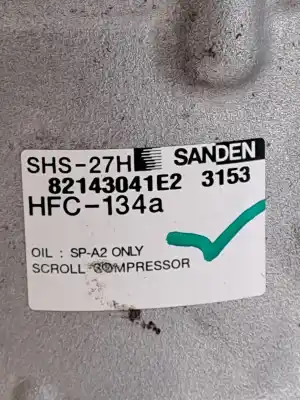 SHS-27H SANDEN
82143041E2 3153
HFC-134a
OIL : SP-A2 ONLY
SCROLL COMPRESSOR